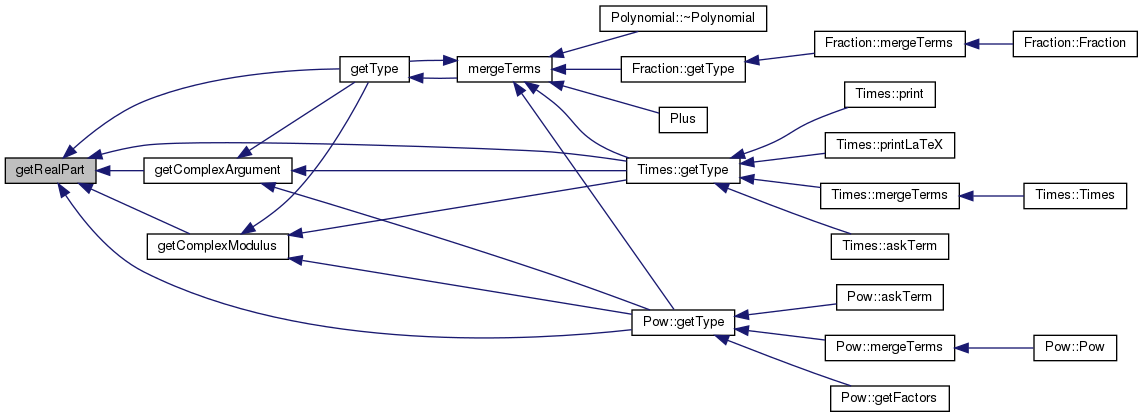 getRealPart
getType
getComplexArgument
getComplexModulus
mergeTerms
Polynomial::~Polynomial
Fraction::getType
Plus
Times::getType
Pow::getType
Fraction::mergeTerms
Fraction::Fraction
Times::print
Times::printLaTeX
Times::mergeTerms
Times::Times
Times::askTerm
Pow::askTerm
Pow::mergeTerms
Pow::Pow
Pow::getFactors